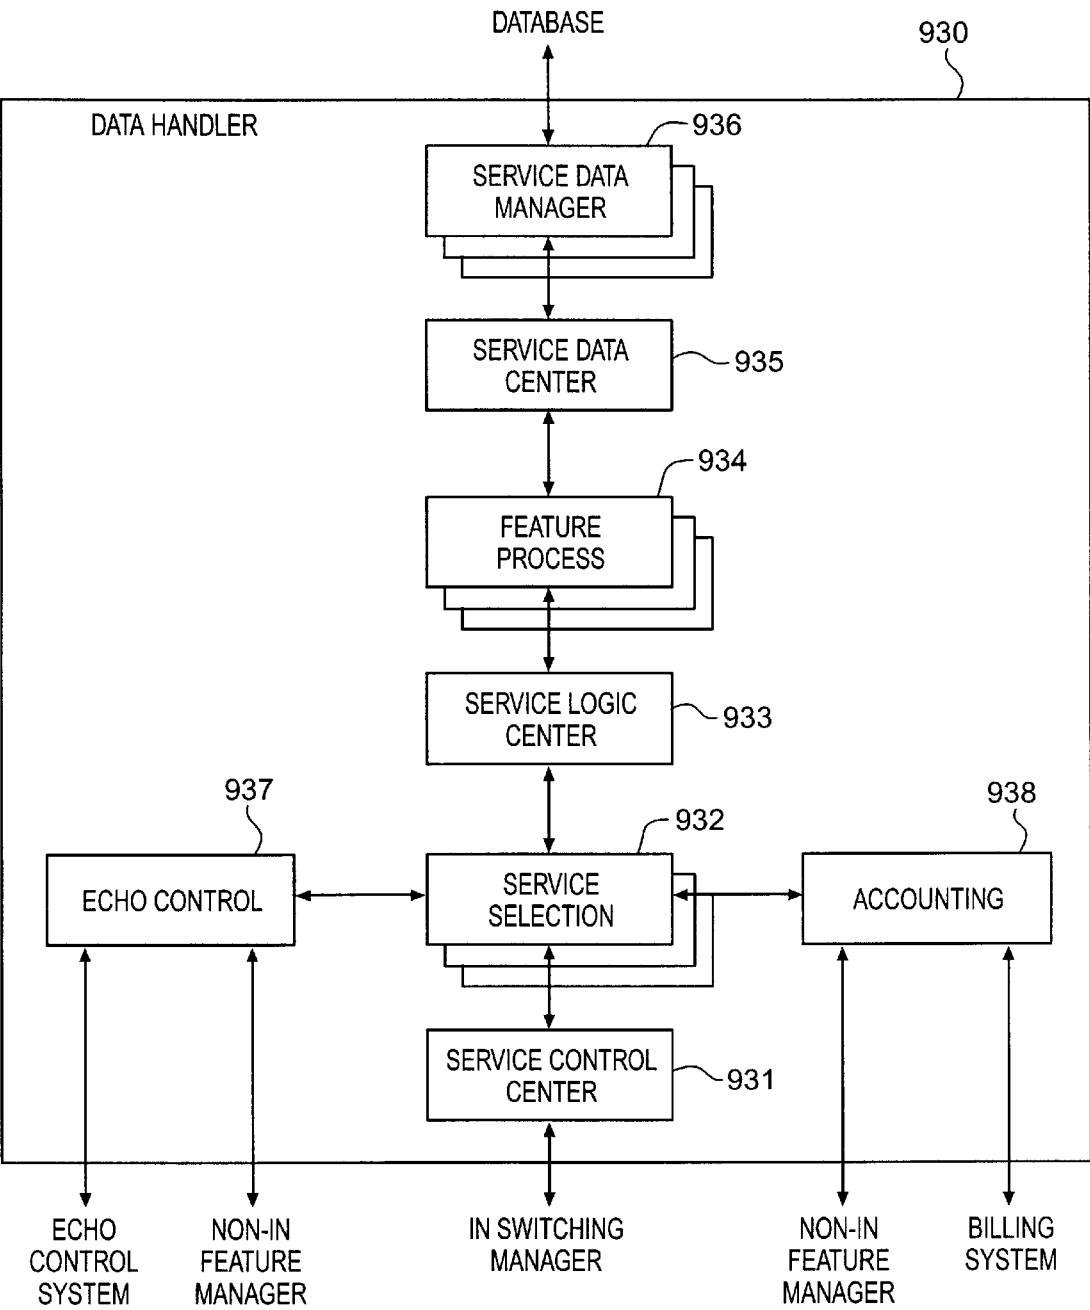 DATABASE
930
DATA HANDLER
936
SERVICE DATA
MANAGER
SERVICE DATA
CENTER
935
934
FEATURE
PROCESS
SERVICE LOGIC
CENTER
933
937
932
938
ECHO CONTROL
SERVICE
SELECTION
ACCOUNTING
SERVICE CONTROL
CENTER
931
ECHO
CONTROL
SYSTEM
NON-IN
FEATURE
MANAGER
IN SWITCHING
MANAGER
NON-IN
FEATURE
MANAGER
BILLING
SYSTEM